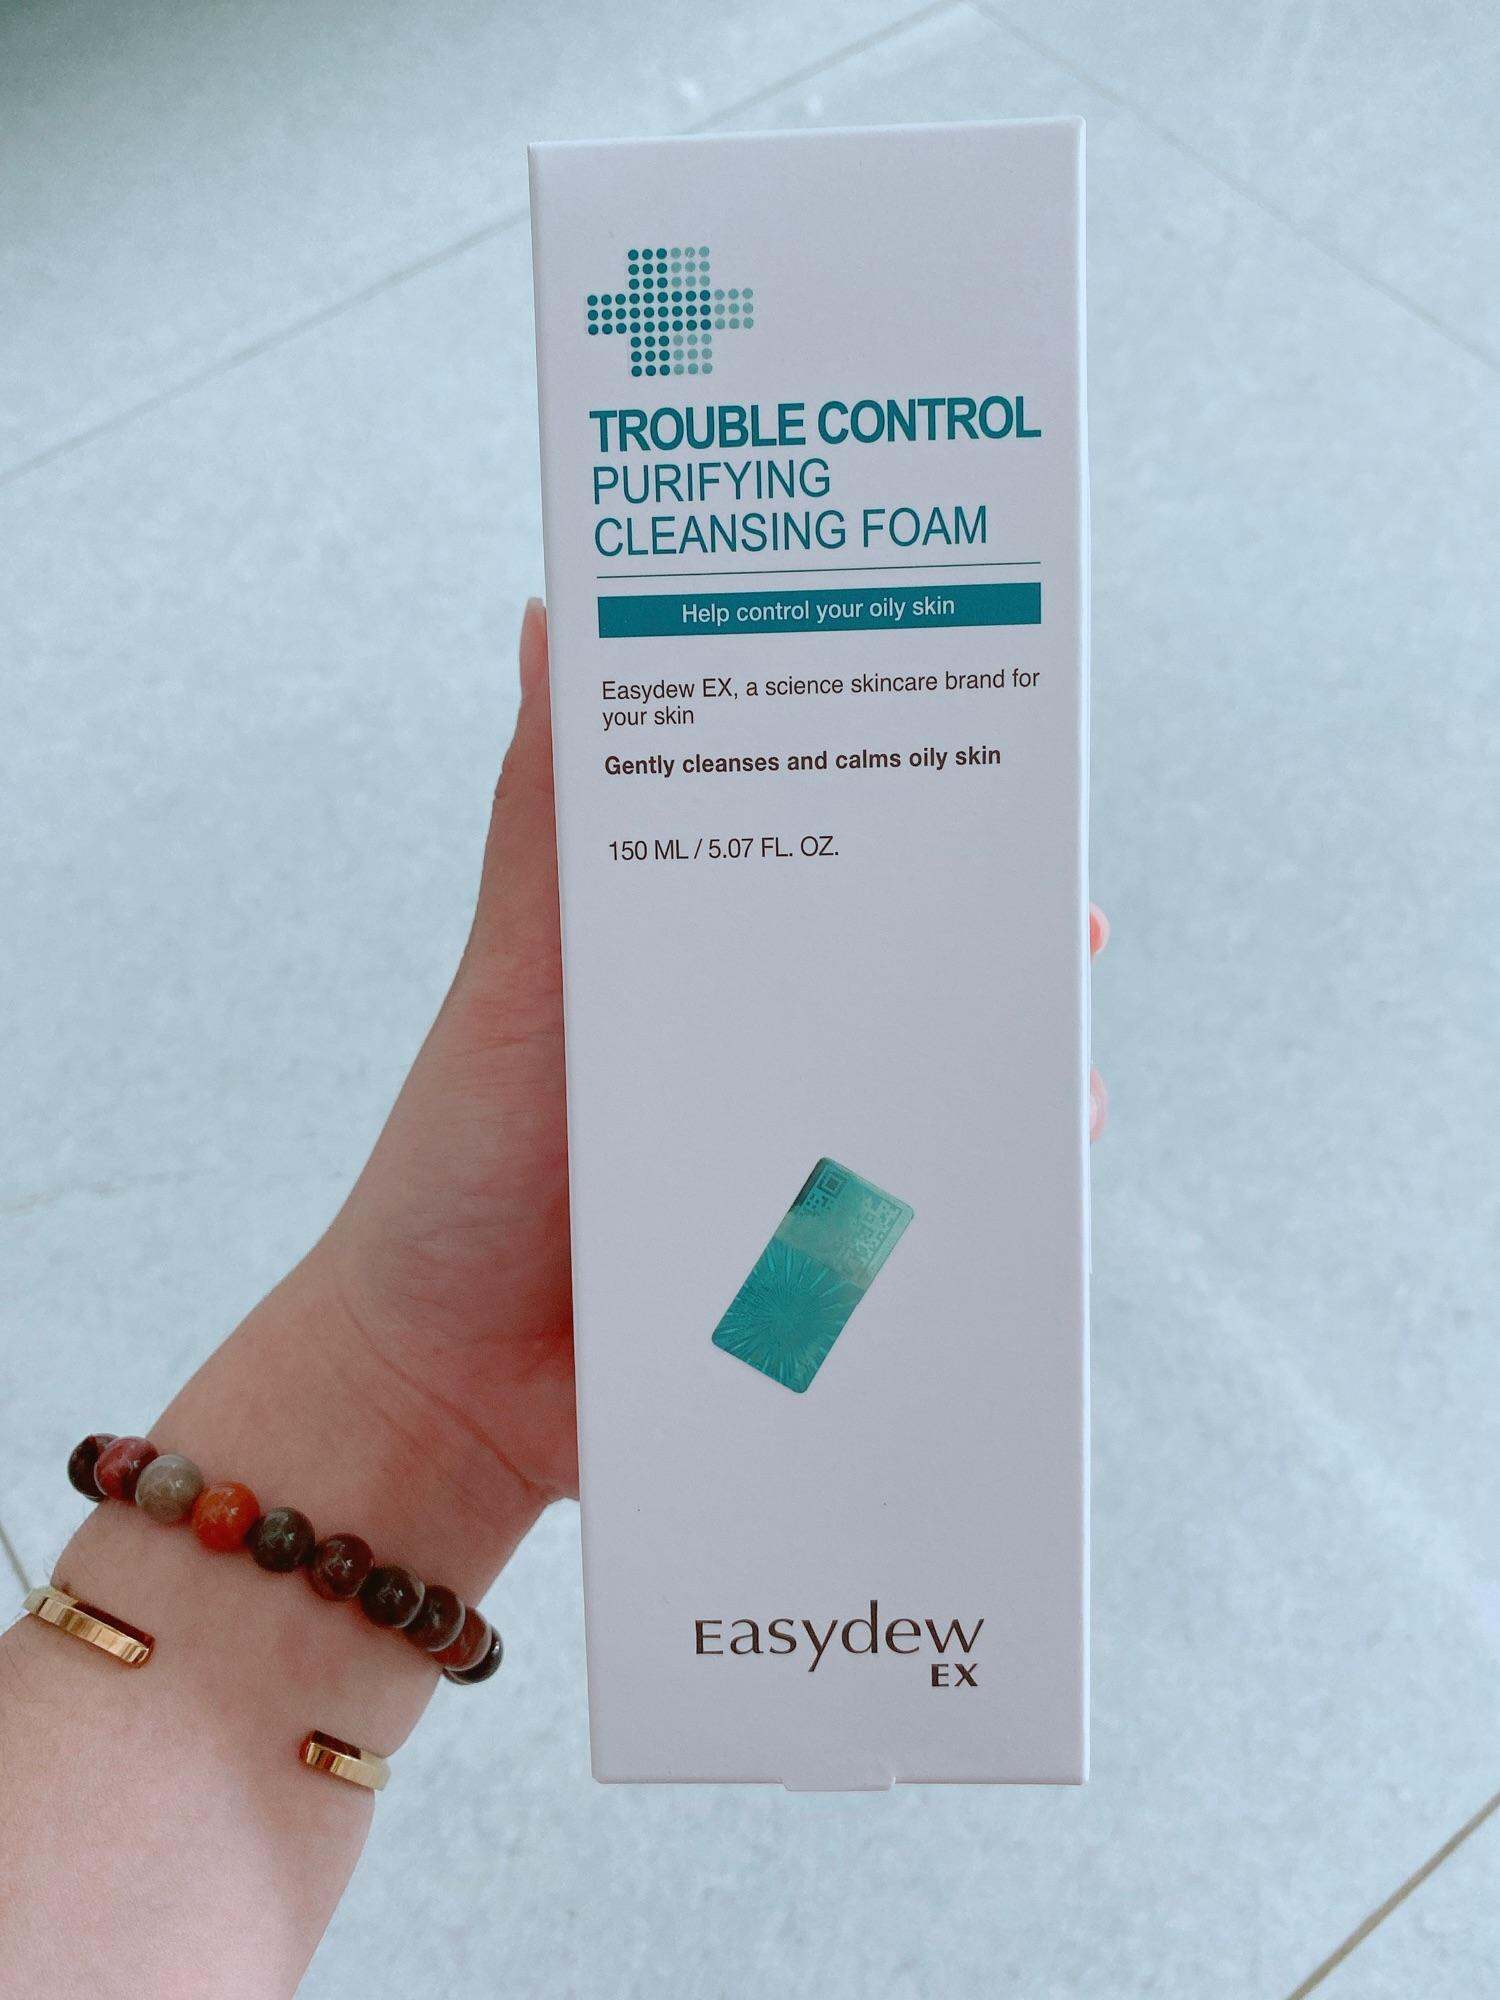 TROUBLE CONTROL
PURIFYING
CLEANSING FOAM
Help control your oily skin
Easydew EX, a science skincare brand for
your skin
Gently cleanses and calms oily skin
150 ML / 5.07 FL. OZ.
Easydew
EX